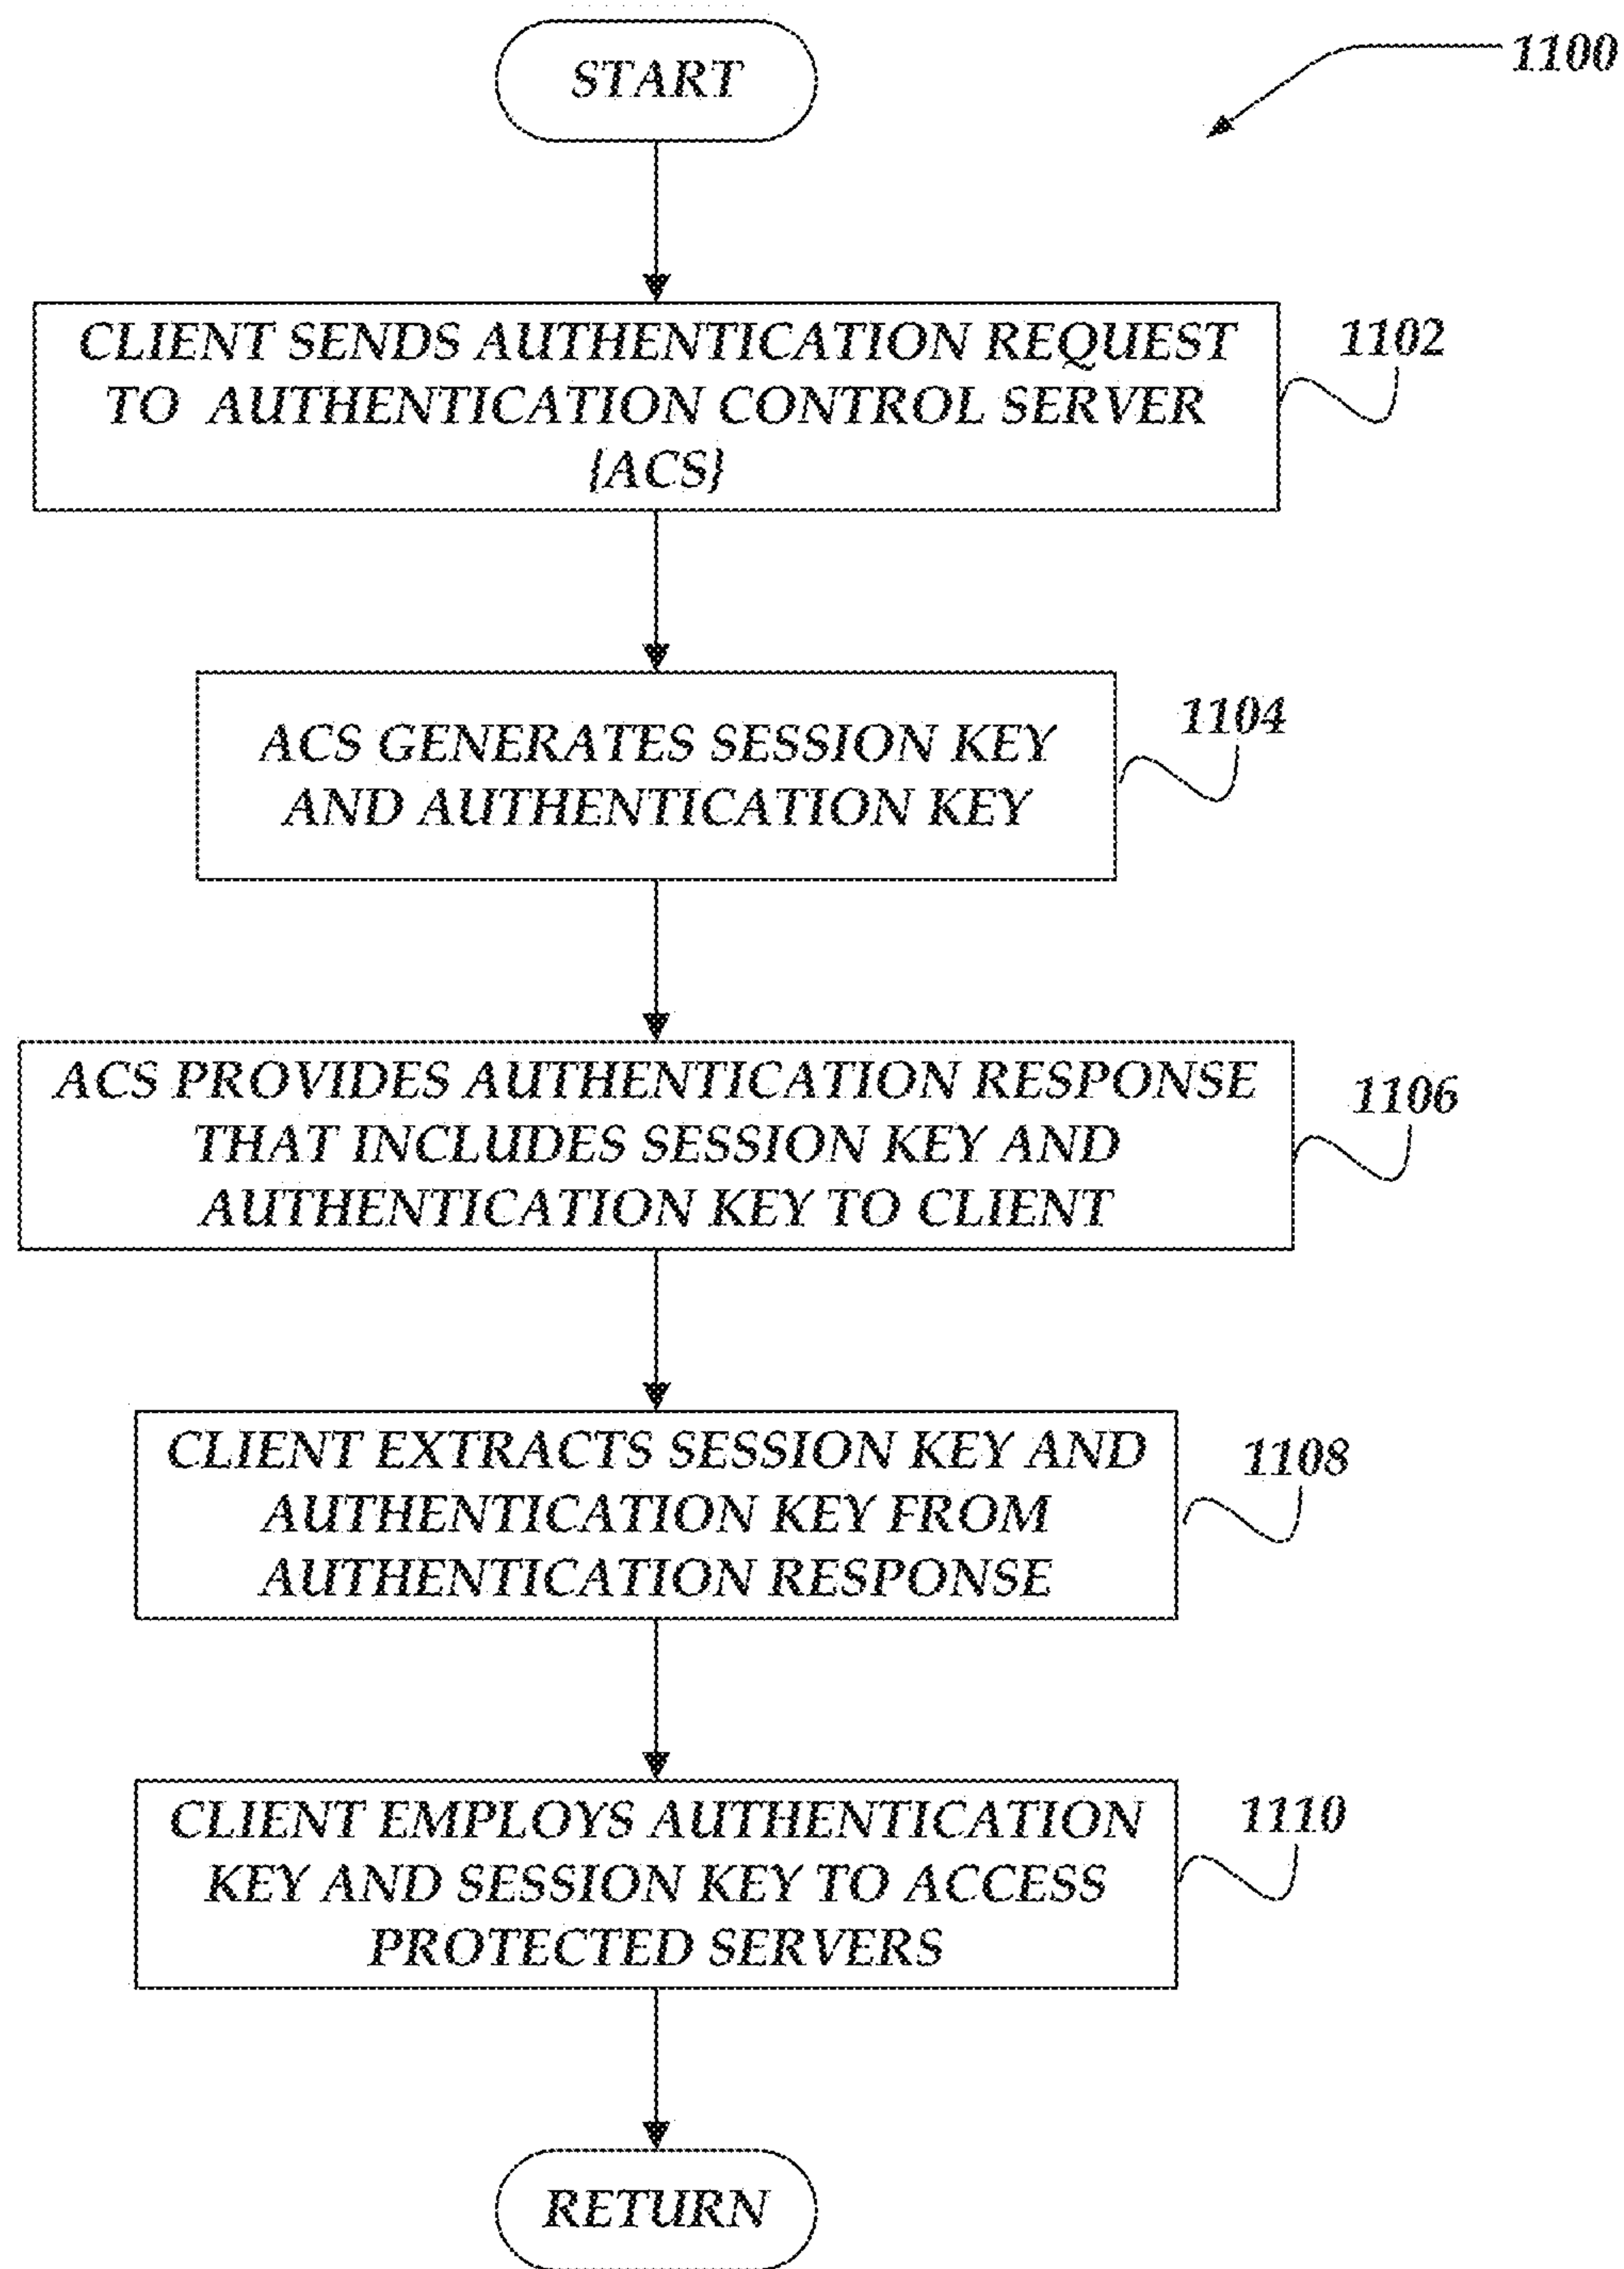 START
1100
CLIENT SENDS AUTHENTICATION REQUEST
TO AUTHENTICATION CONTROL SERVER
{ACS}
1102
ACS GENERATES SESSION KEY
AND AUTHENTICATION KEY
1104
ACS PROVIDES AUTHENTICATION RESPONSE
THAT INCLUDES SESSION KEY AND
AUTHENTICATION KEY TO CLIENT
1106
CLIENT EXTRACTS SESSION KEY AND
AUTHENTICATION KEY FROM
AUTHENTICATION RESPONSE
1108
CLIENT EMPLOYS AUTHENTICATION
KEY AND SESSION KEY TO ACCESS
PROTECTED SERVERS
1110
RETURN